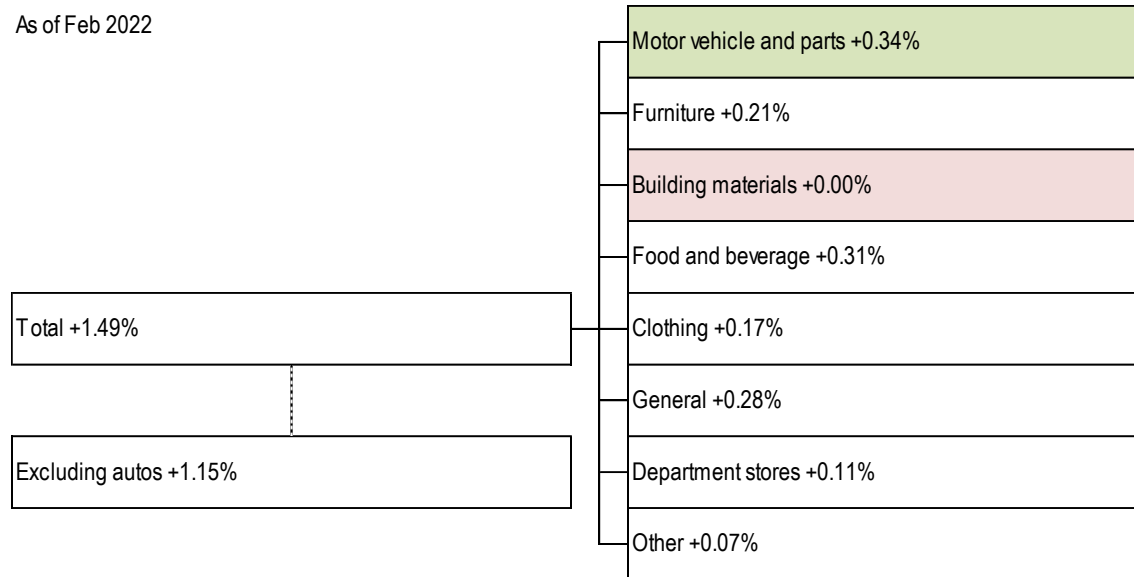 As of Feb 2022
Total +1.49%
Excluding autos +1.15%
Motor vehicle and parts +0.34%
Furniture +0.21%
Building materials +0.00%
Food and beverage +0.31%
Clothing +0.17%
General +0.28%
Department stores +0.11%
Other +0.07%